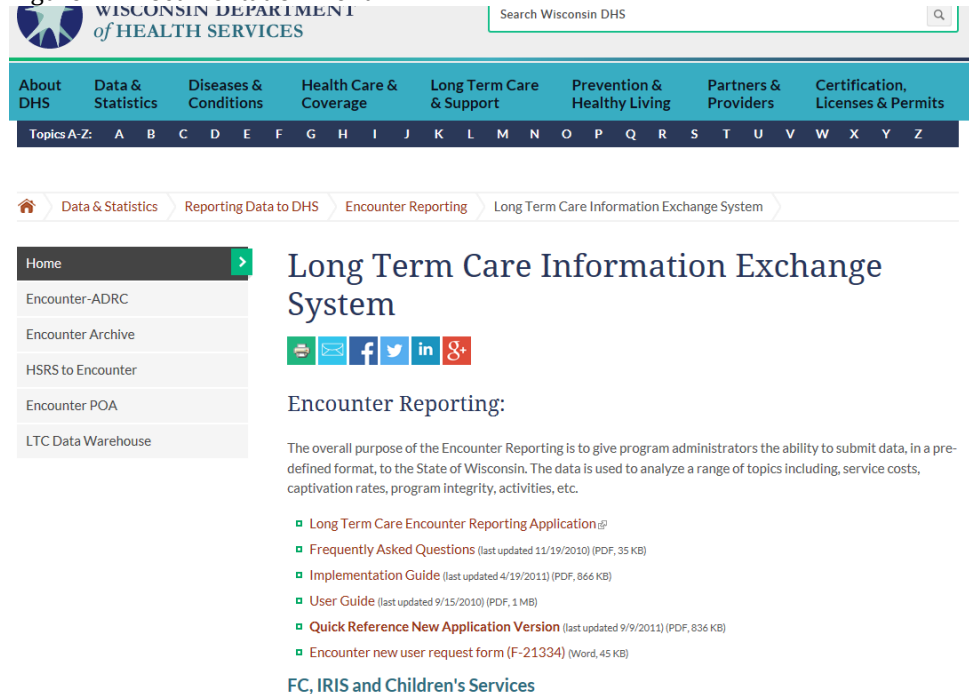 WISCONSIN DEPARTMENT
of HEALTH SERVICES
Search Wisconsin DHS
About DHS
Data & Statistics
Diseases & Conditions
Health Care & Coverage
Long Term Care & Support
Prevention & Healthy Living
Partners & Providers
Certification, Licenses & Permits
Topics A-Z: A B C D E F G H I J K L M N O P Q R S T U V W X Y Z
Data & Statistics Reporting Data to DHS Encounter Reporting Long Term Care Information Exchange System
Home
Encounter-ADRC
Encounter Archive
HSRS to Encounter
Encounter POA
LTC Data Warehouse
Long Term Care Information Exchange
System
f in g+
Encounter Reporting:
The overall purpose of the Encounter Reporting is to give program administrators the ability to submit data, in a pre-
defined format, to the State of Wisconsin. The data is used to analyze a range of topics including, service costs,
captivation rates, program integrity, activities, etc.
Long Term Care Encounter Reporting Application
Frequently Asked Questions (last updated 11/19/2010) (PDF, 35 KB)
Implementation Guide (last updated 4/19/2011) (PDF, 866 KB)
User Guide (last updated 9/15/2010) (PDF, 1 MB)
Quick Reference New Application Version (last updated 9/9/2011) (PDF, 836 KB)
Encounter new user request form (F-21334) (Word, 45 KB)
FC, IRIS and Children's Services